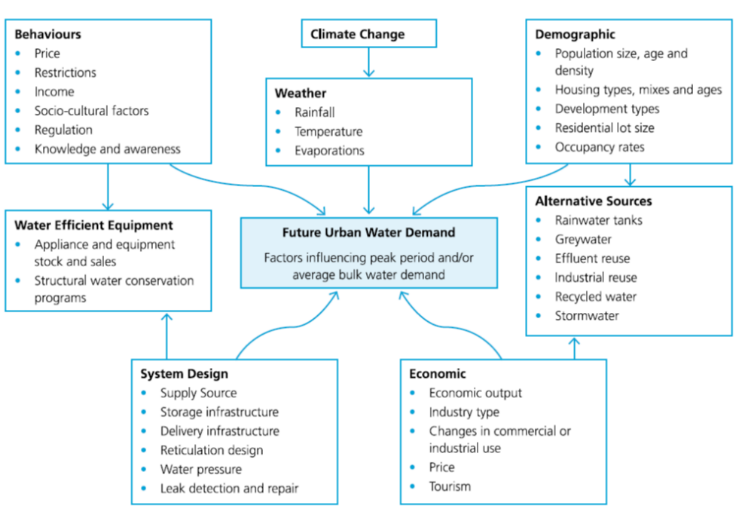 Behaviours
Price
Restrictions
Income
Socio-cultural factors
Regulation
Knowledge and awareness
Climate Change
Weather
Rainfall
Temperature
Evaporations
Demographic
Population size, age and
density
Housing types, mixes and ages
Development types
Residential lot size
Occupancy rates
Water Efficient Equipment
Appliance and equipment
stock and sales
Structural water conservation
programs
Future Urban Water Demand
Factors influencing peak period and/or
average bulk water demand
Alternative Sources
Rainwater tanks
Greywater
Effluent reuse
Industrial reuse
Recycled water
Stormwater
System Design
Supply Source
Storage infrastructure
Delivery infrastructure
Reticulation design
Water pressure
Leak detection and repair
Economic
Economic output
Industry type
Changes in commercial or
industrial use
Price
Tourism